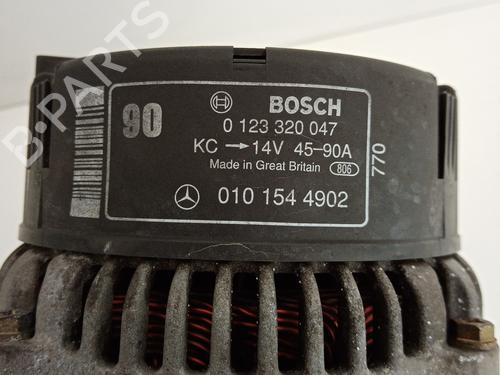 B-PARTS
90
BOSCH
0 123 320 047
KC → 14V 45-90A
Made in Great Britain 806
770
010 154 4902